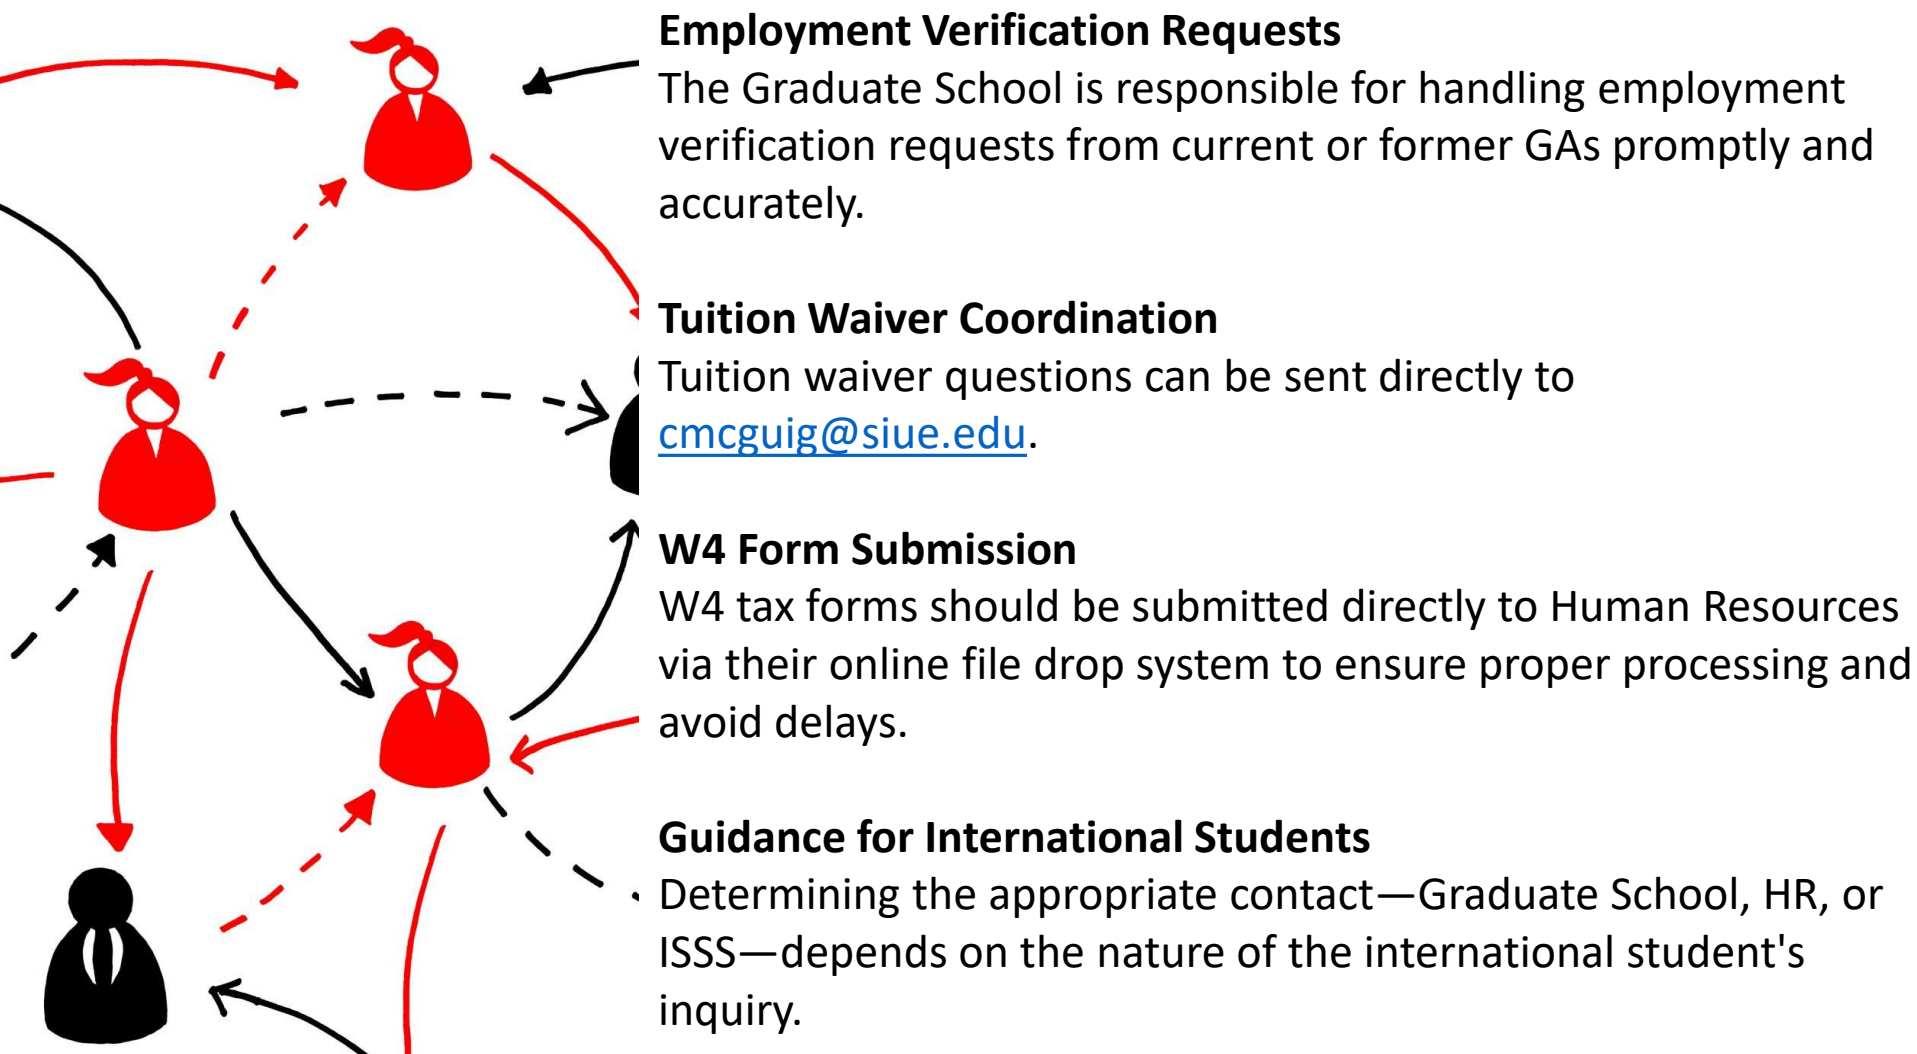 Employment Verification Requests
The Graduate School is responsible for handling employment
verification requests from current or former GAs promptly and
accurately.
Tuition Waiver Coordination
Tuition waiver questions can be sent directly to
cmcguig@siue.edu.
W4 Form Submission
W4 tax forms should be submitted directly to Human Resources
via their online file drop system to ensure proper processing and
avoid delays.
Guidance for International Students
Determining the appropriate contact—Graduate School, HR, or
ISSS—depends on the nature of the international student's
inquiry.